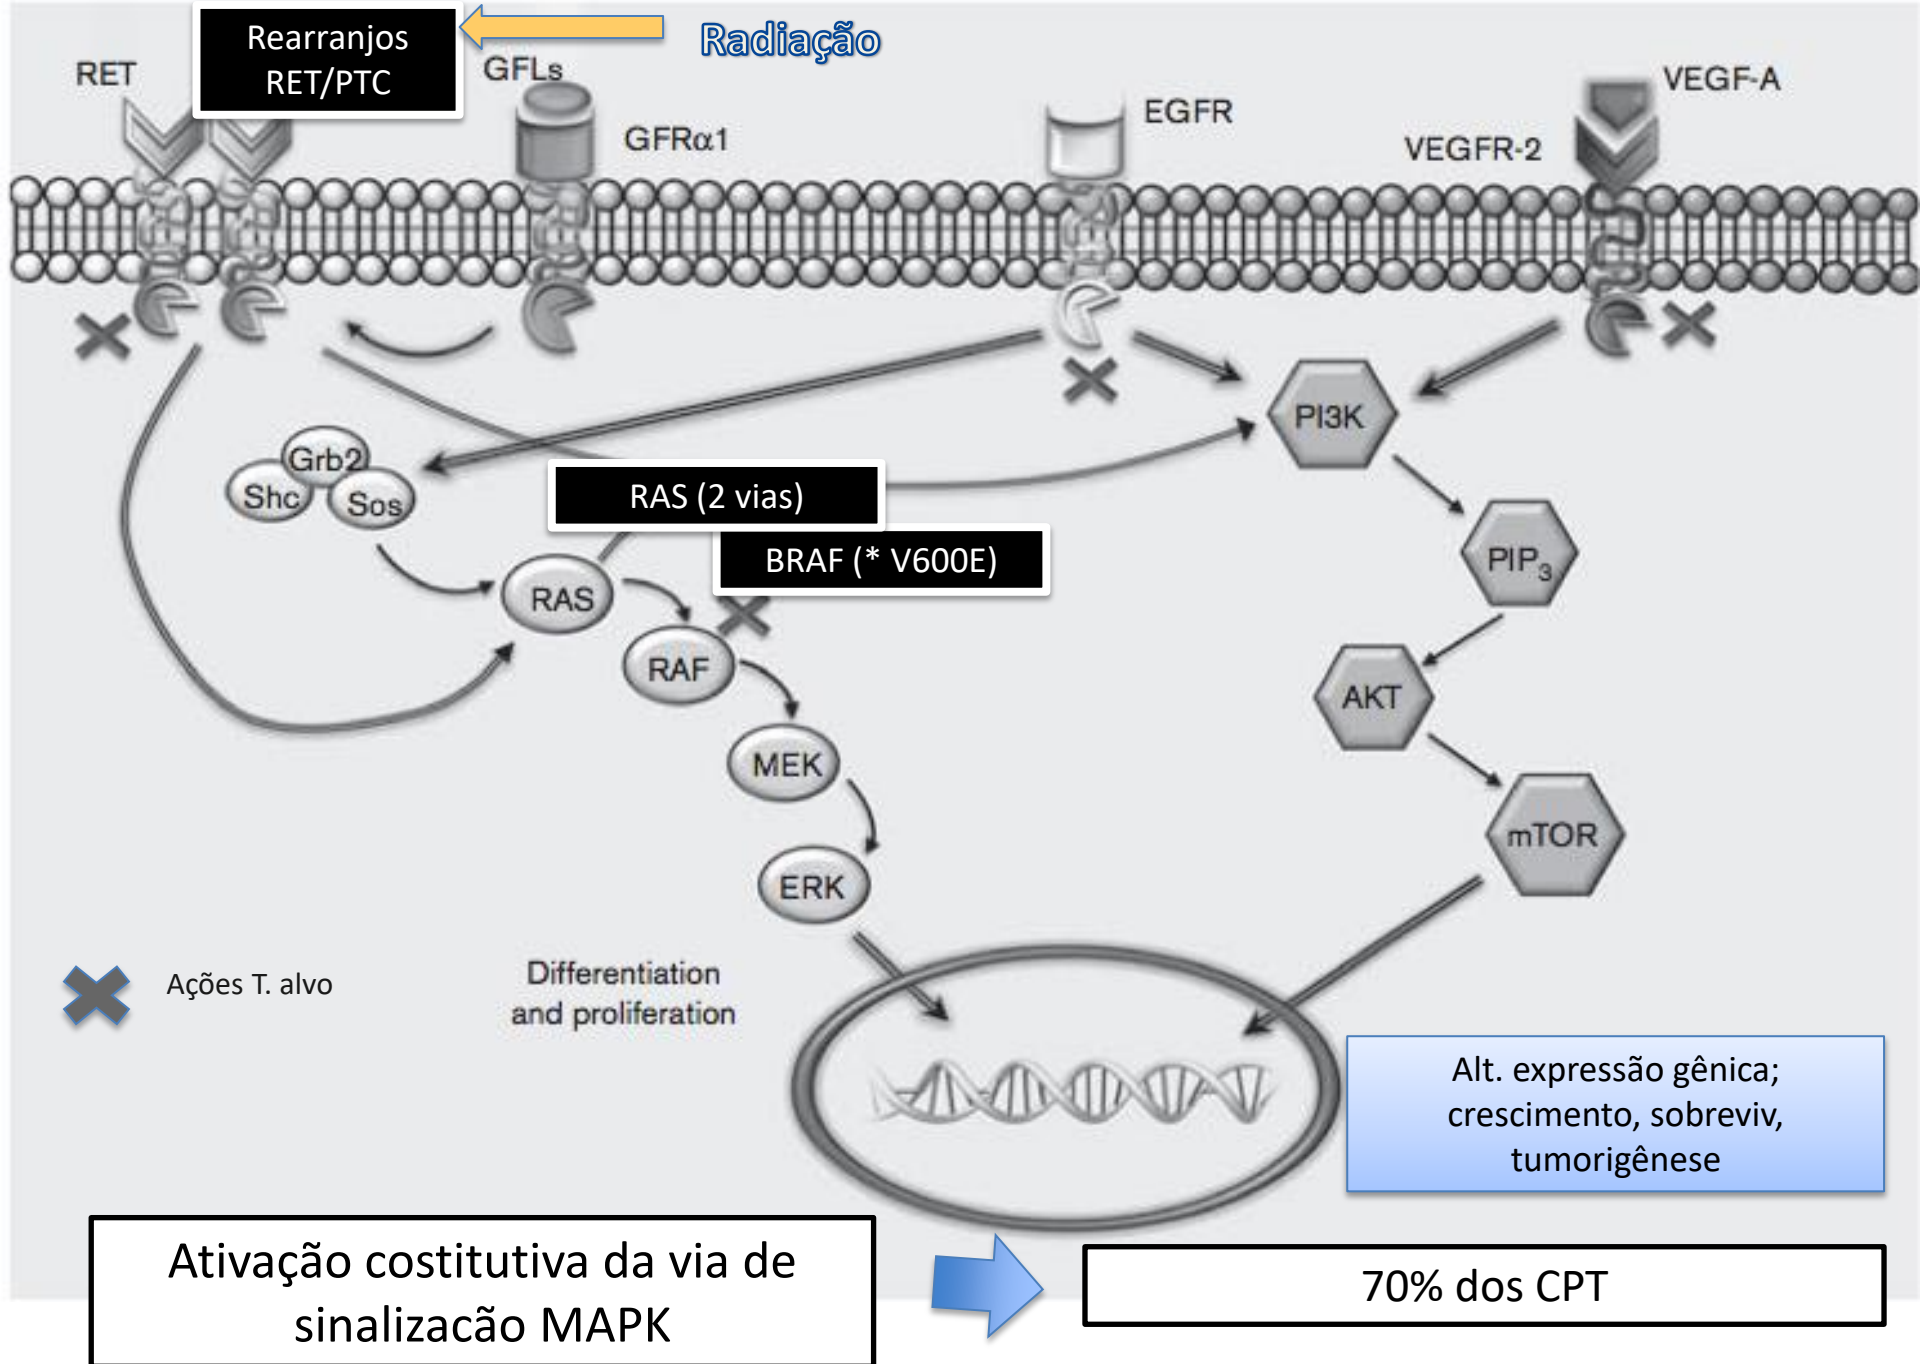 Rearranjos
RET/PTC
Radiação
RET
GFLs
GFRα1
EGFR
VEGF-A
VEGFR-2
PI3K
Grb2
Shc
Sos
RAS (2 vias)
BRAF (* V600E)
PIP3
RAS
RAF
AKT
MEK
mTOR
ERK
Ações T. alvo
Differentiation
and proliferation
Alt. expressão gênica;
crescimento, sobreviv,
tumorigênese
Ativação costitutiva da via de
sinalizacão MAPK
70% dos CPT